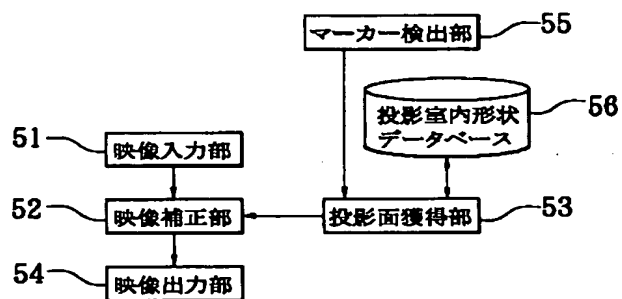 マーカー検出部
55
投影室内形状
データベース
56
51
映像入力部
52
映像補正部
投影面獲得部
53
54
映像出力部